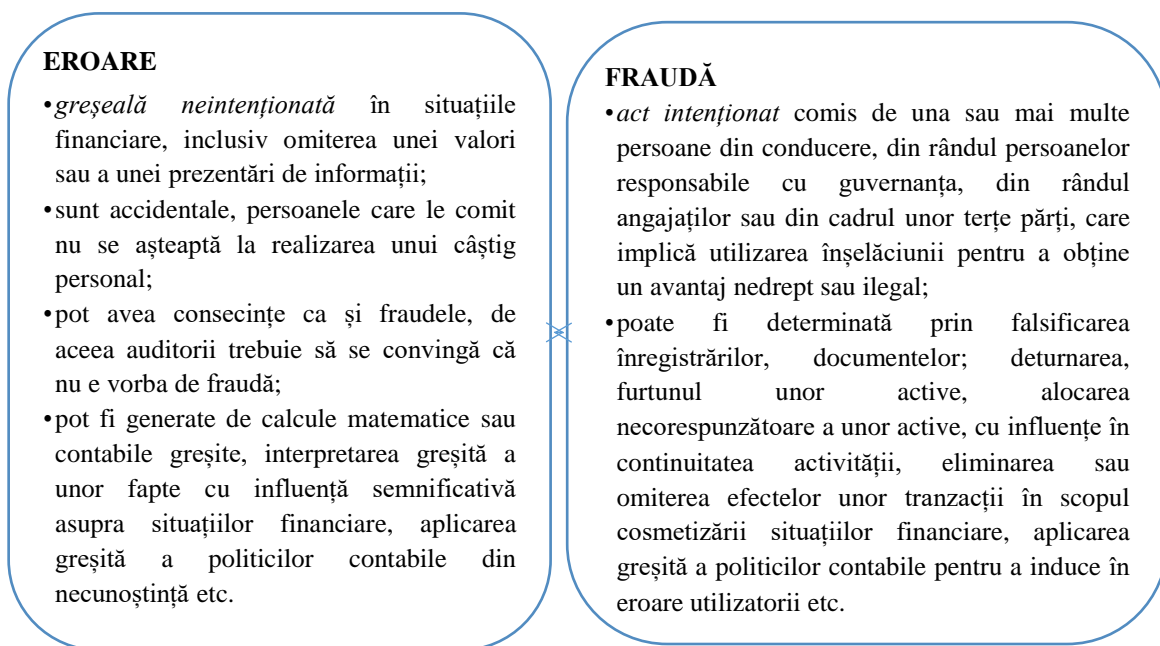 EROARE
•greșeală neintenționată în situațiile
financiare, inclusiv omiterea unei valori
sau a unei prezentări de informații;
•sunt accidentale, persoanele care le comit
nu se așteaptă la realizarea unui câștig
personal;
•pot avea consecințe ca și fraudele, de
aceea auditorii trebuie să se convingă că
nu e vorba de fraudă;
•pot fi generate de calcule matematice sau
contabile greșite, interpretarea greșită a
unor fapte cu influență semnificativă
asupra situațiilor financiare, aplicarea
greșită a politicilor contabile din
necunoștință etc.
FRAUDĂ
•act intenționat comis de una sau mai multe
persoane din conducere, din rândul persoanelor
responsabile cu guvernanța, din rândul
angajaților sau din cadrul unor terțe părți, care
implică utilizarea înșelăciunii pentru a obține
un avantaj nedrept sau ilegal;
•poate fi determinată prin falsificarea
înregistrărilor, documentelor; deturnarea,
furtunul unor active, alocarea
necorespunzătoare a unor active, cu influențe în
continuitatea activității, eliminarea sau
omiterea efectelor unor tranzacții în scopul
cosmetizării situațiilor financiare, aplicarea
greșită a politicilor contabile pentru a induce în
eroare utilizatorii etc.